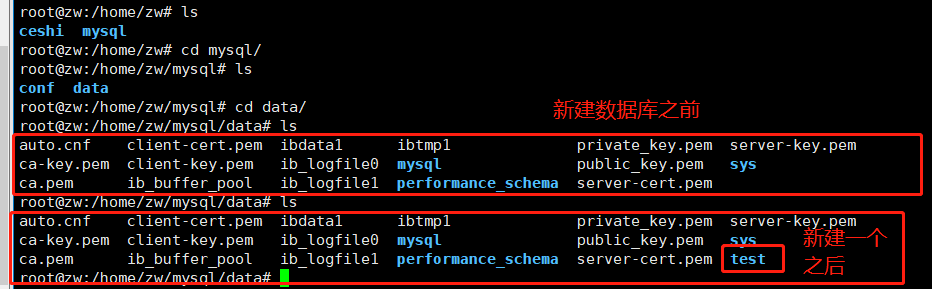 root@zw:/home/zw# ls
ceshi mysql
root@zw:/home/zw# cd mysql/
root@zw:/home/zw/mysql# ls
conf data
root@zw:/home/zw/mysql# cd data/
新建数据库之前
root@zw:/home/zw/mysql/data# ls
auto.cnf client-cert.pem ibdata1 ibtmp1 private_key.pem server-key.pem
ca-key.pem client-key.pem ib_logfile0 mysql public_key.pem sys
ca.pem ib_buffer_pool ib_logfile1 performance_schema server-cert.pem
root@zw:/home/zw/mysql/data# ls
auto.cnf client-cert.pem ibdata1 ibtmp1 private_key.pem server-key.pem
ca-key.pem client-key.pem ib_logfile0 mysql public_key.pem sys
新建一个
ca.pem ib_buffer_pool ib_logfile1 performance_schema server-cert.pem test
之后
root@zw:/home/zw/mysql/data#